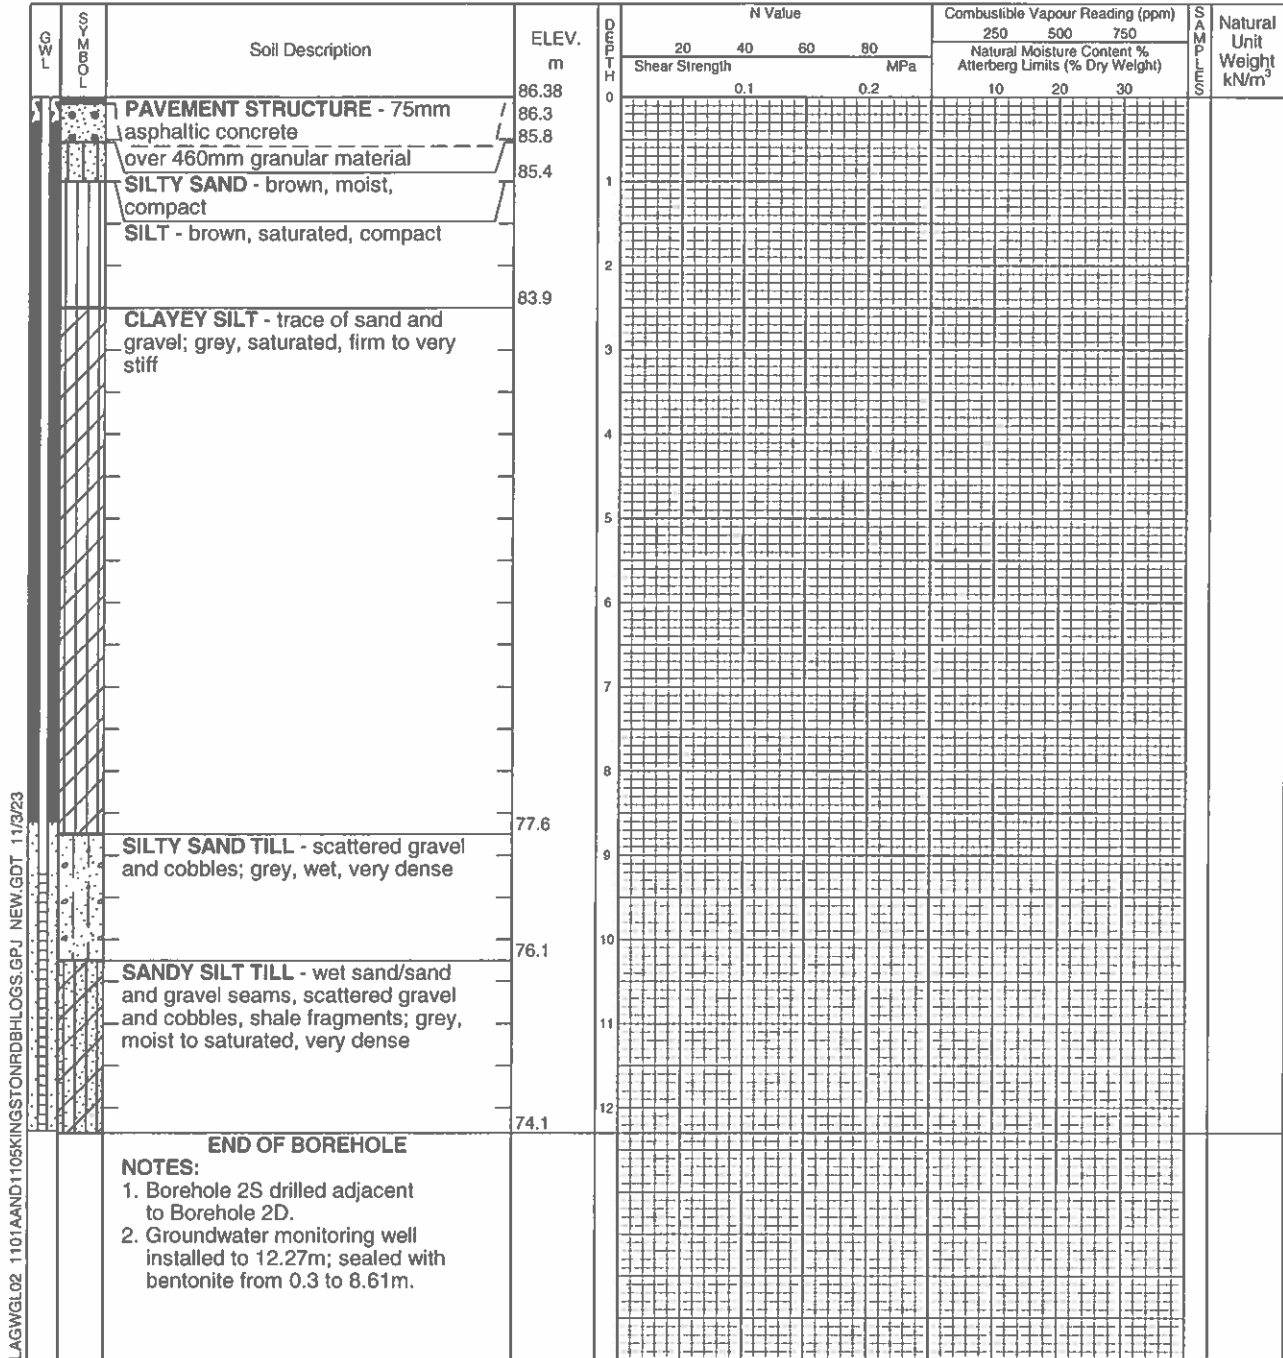 GWL
SYMBOL
Soil Description
ELEV.
m
DEPTH
N Value
20 40 60 80
Shear Strength MPa
0.1 0.2
Combustible Vapour Reading (ppm)
250 500 750
Natural Moisture Content %
Atterberg Limits (% Dry Weight)
10 20 30
SAMPLES
Natural
Unit
Weight
kN/m³
86.38
0
PAVEMENT STRUCTURE - 75mm
asphaltic concrete
86.3
85.8
over 460mm granular material
85.4
SILTY SAND - brown, moist,
compact
1
SILT - brown, saturated, compact
2
83.9
CLAYEY SILT - trace of sand and
gravel; grey, saturated, firm to very
stiff
3
4
5
6
7
8
77.6
SILTY SAND TILL - scattered gravel
and cobbles; grey, wet, very dense
9
10
76.1
SANDY SILT TILL - wet sand/sand
and gravel seams, scattered gravel
and cobbles, shale fragments; grey,
moist to saturated, very dense
11
12
74.1
END OF BOREHOLE
NOTES:
1. Borehole 2S drilled adjacent
to Borehole 2D.
2. Groundwater monitoring well
installed to 12.27m; sealed with
bentonite from 0.3 to 8.61m.
LAGWGL02 1101AAND1105KINGSTONRDBHLOGS.GPJ NEW.GDT 11/3/23